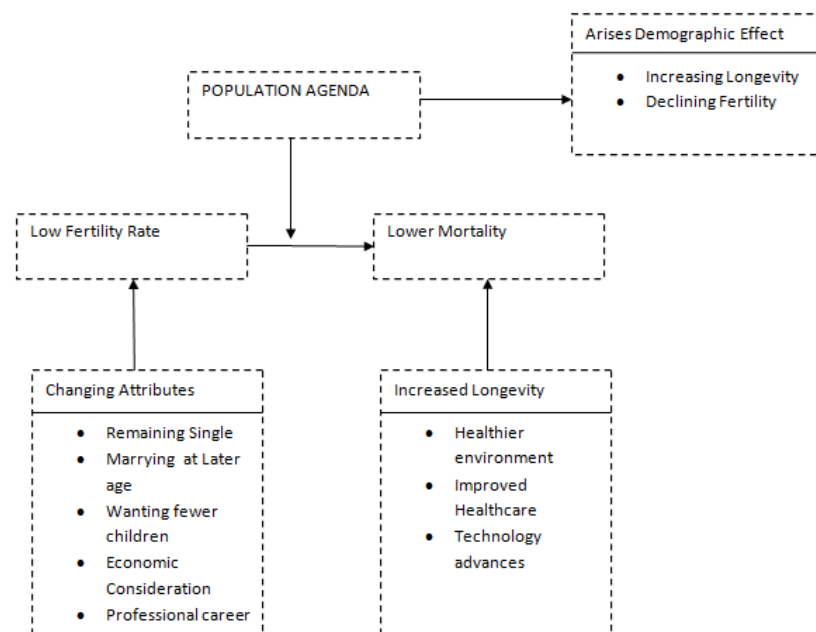 Arises Demographic Effect
● Increasing Longevity
● Declining Fertility
POPULATION AGENDA
Low Fertility Rate
Lower Mortality
Changing Attributes
● Remaining Single
● Marrying at Later
age
● Wanting fewer
children
● Economic
Consideration
● Professional career
Increased Longevity
● Healthier
environment
● Improved
Healthcare
● Technology
advances